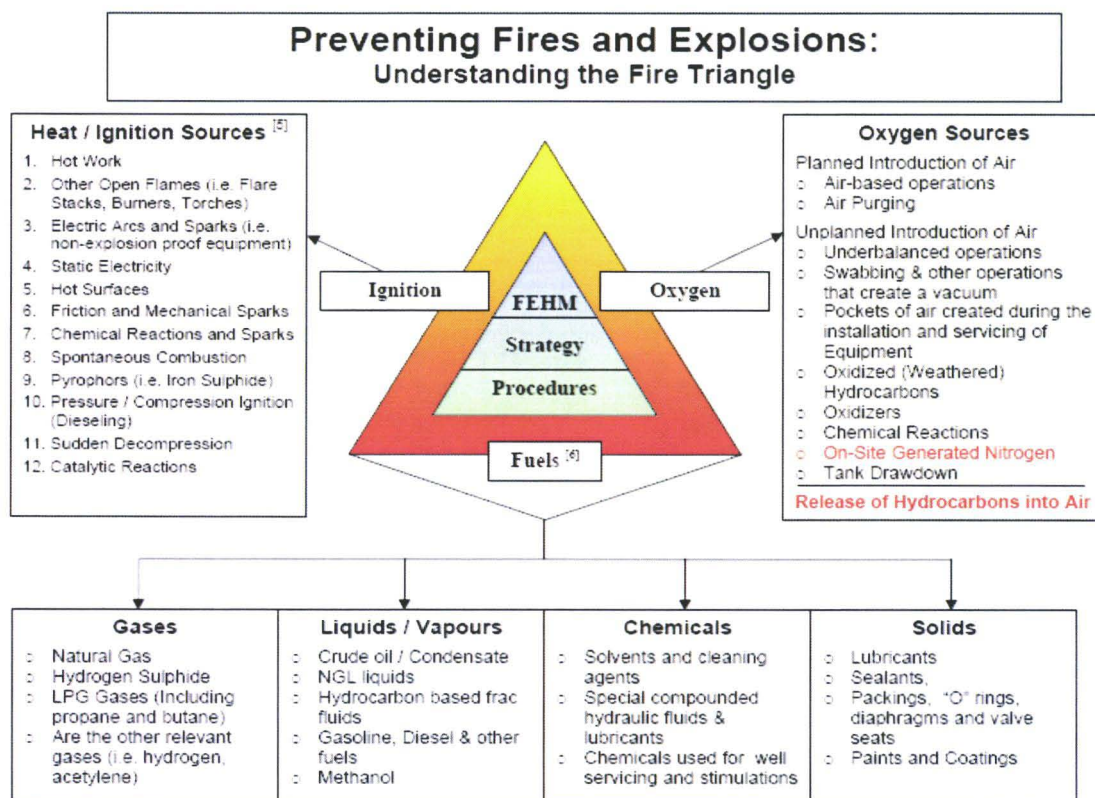 Preventing Fires and Explosions:
Understanding the Fire Triangle
Heat / Ignition Sources [5]
1. Hot Work
2. Other Open Flames (i.e. Flare
Stacks, Burners, Torches)
3. Electric Arcs and Sparks (i.e.
non-explosion proof equipment)
4. Static Electricity
5. Hot Surfaces
6. Friction and Mechanical Sparks
7. Chemical Reactions and Sparks
8. Spontaneous Combustion
9. Pyrophors (i.e. Iron Sulphide)
10. Pressure / Compression Ignition
(Dieseling)
11. Sudden Decompression
12. Catalytic Reactions
Ignition
Oxygen
FEHM
Strategy
Procedures
Fuels [6]
Oxygen Sources
Planned Introduction of Air
o Air-based operations
o Air Purging
Unplanned Introduction of Air
o Underbalanced operations
o Swabbing & other operations
that create a vacuum
o Pockets of air created during the
installation and servicing of
Equipment
o Oxidized (Weathered)
Hydrocarbons
o Oxidizers
o Chemical Reactions
o On-Site Generated Nitrogen
o Tank Drawdown
Release of Hydrocarbons into Air
Gases
o Natural Gas
o Hydrogen Sulphide
o LPG Gases (Including
propane and butane)
o Are the other relevant
gases (i.e. hydrogen,
acetylene)
Liquids / Vapours
o Crude oil / Condensate
o NGL liquids
o Hydrocarbon based frac
fluids
o Gasoline, Diesel & other
fuels
o Methanol
Chemicals
o Solvents and cleaning
agents
o Special compounded
hydraulic fluids &
lubricants
o Chemicals used for well
servicing and stimulations
Solids
o Lubricants
o Sealants,
o Packings, "O" rings,
diaphragms and valve
seats
o Paints and Coatings